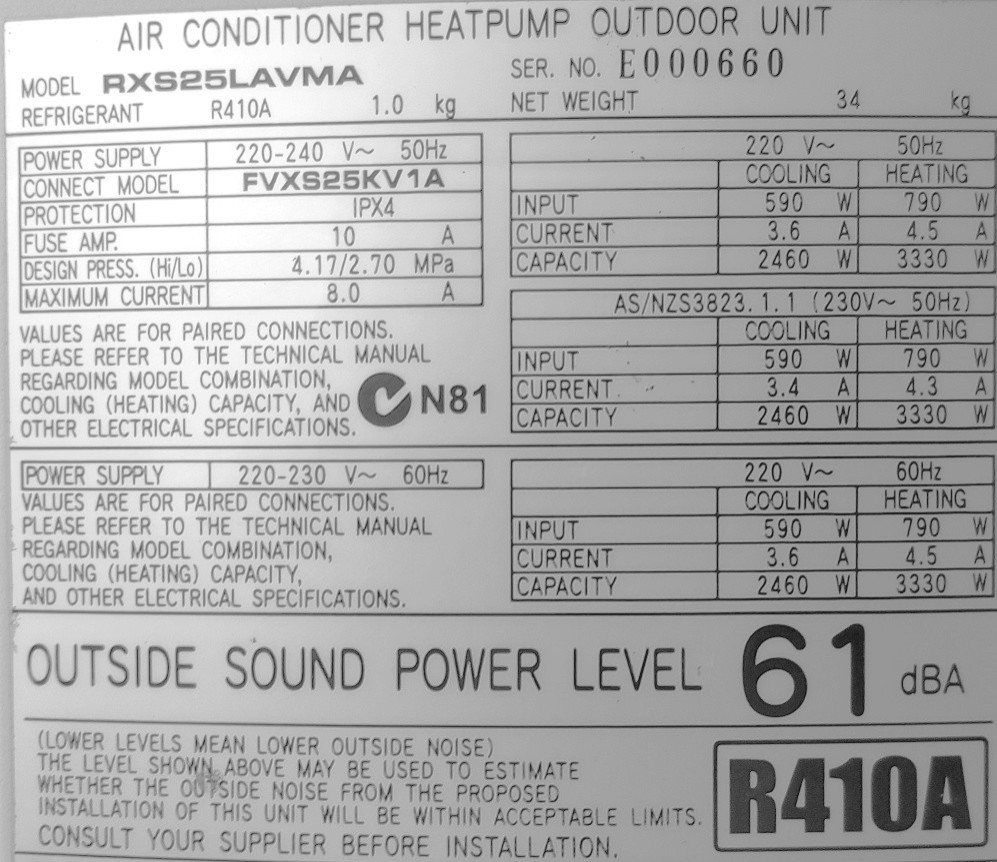 AIR CONDITIONER HEATPUMP OUTDOOR UNIT
MODEL RXS25LAVMA
SER. NO. E000660
REFRIGERANT R410A 1.0 kg
NET WEIGHT 34 kg
POWER SUPPLY 220-240 V~ 50Hz
CONNECT MODEL FVXS25KV1A
PROTECTION IPX4
FUSE AMP. 10 A
DESIGN PRESS. (Hi/Lo) 4.17/2.70 MPa
MAXIMUM CURRENT 8.0 A
VALUES ARE FOR PAIRED CONNECTIONS.
PLEASE REFER TO THE TECHNICAL MANUAL
REGARDING MODEL COMBINATION,
COOLING (HEATING) CAPACITY, AND
OTHER ELECTRICAL SPECIFICATIONS.
N81
220 V~ 50Hz
COOLING HEATING
INPUT 590 W 790 W
CURRENT 3.6 A 4.5 A
CAPACITY 2460 W 3330 W
AS/NZS3823.1.1 (230V~ 50Hz)
COOLING HEATING
INPUT 590 W 790 W
CURRENT 3.4 A 4.3 A
CAPACITY 2460 W 3330 W
POWER SUPPLY 220-230 V~ 60Hz
VALUES ARE FOR PAIRED CONNECTIONS.
PLEASE REFER TO THE TECHNICAL MANUAL
REGARDING MODEL COMBINATION,
COOLING (HEATING) CAPACITY,
AND OTHER ELECTRICAL SPECIFICATIONS.
220 V~ 60Hz
COOLING HEATING
INPUT 590 W 790 W
CURRENT 3.6 A 4.5 A
CAPACITY 2460 W 3330 W
OUTSIDE SOUND POWER LEVEL 61 dBA
(LOWER LEVELS MEAN LOWER OUTSIDE NOISE)
THE LEVEL SHOWN ABOVE MAY BE USED TO ESTIMATE
WHETHER THE OUTSIDE NOISE FROM THE PROPOSED
INSTALLATION OF THIS UNIT WILL BE WITHIN ACCEPTABLE LIMITS.
CONSULT YOUR SUPPLIER BEFORE INSTALLATION.
R410A